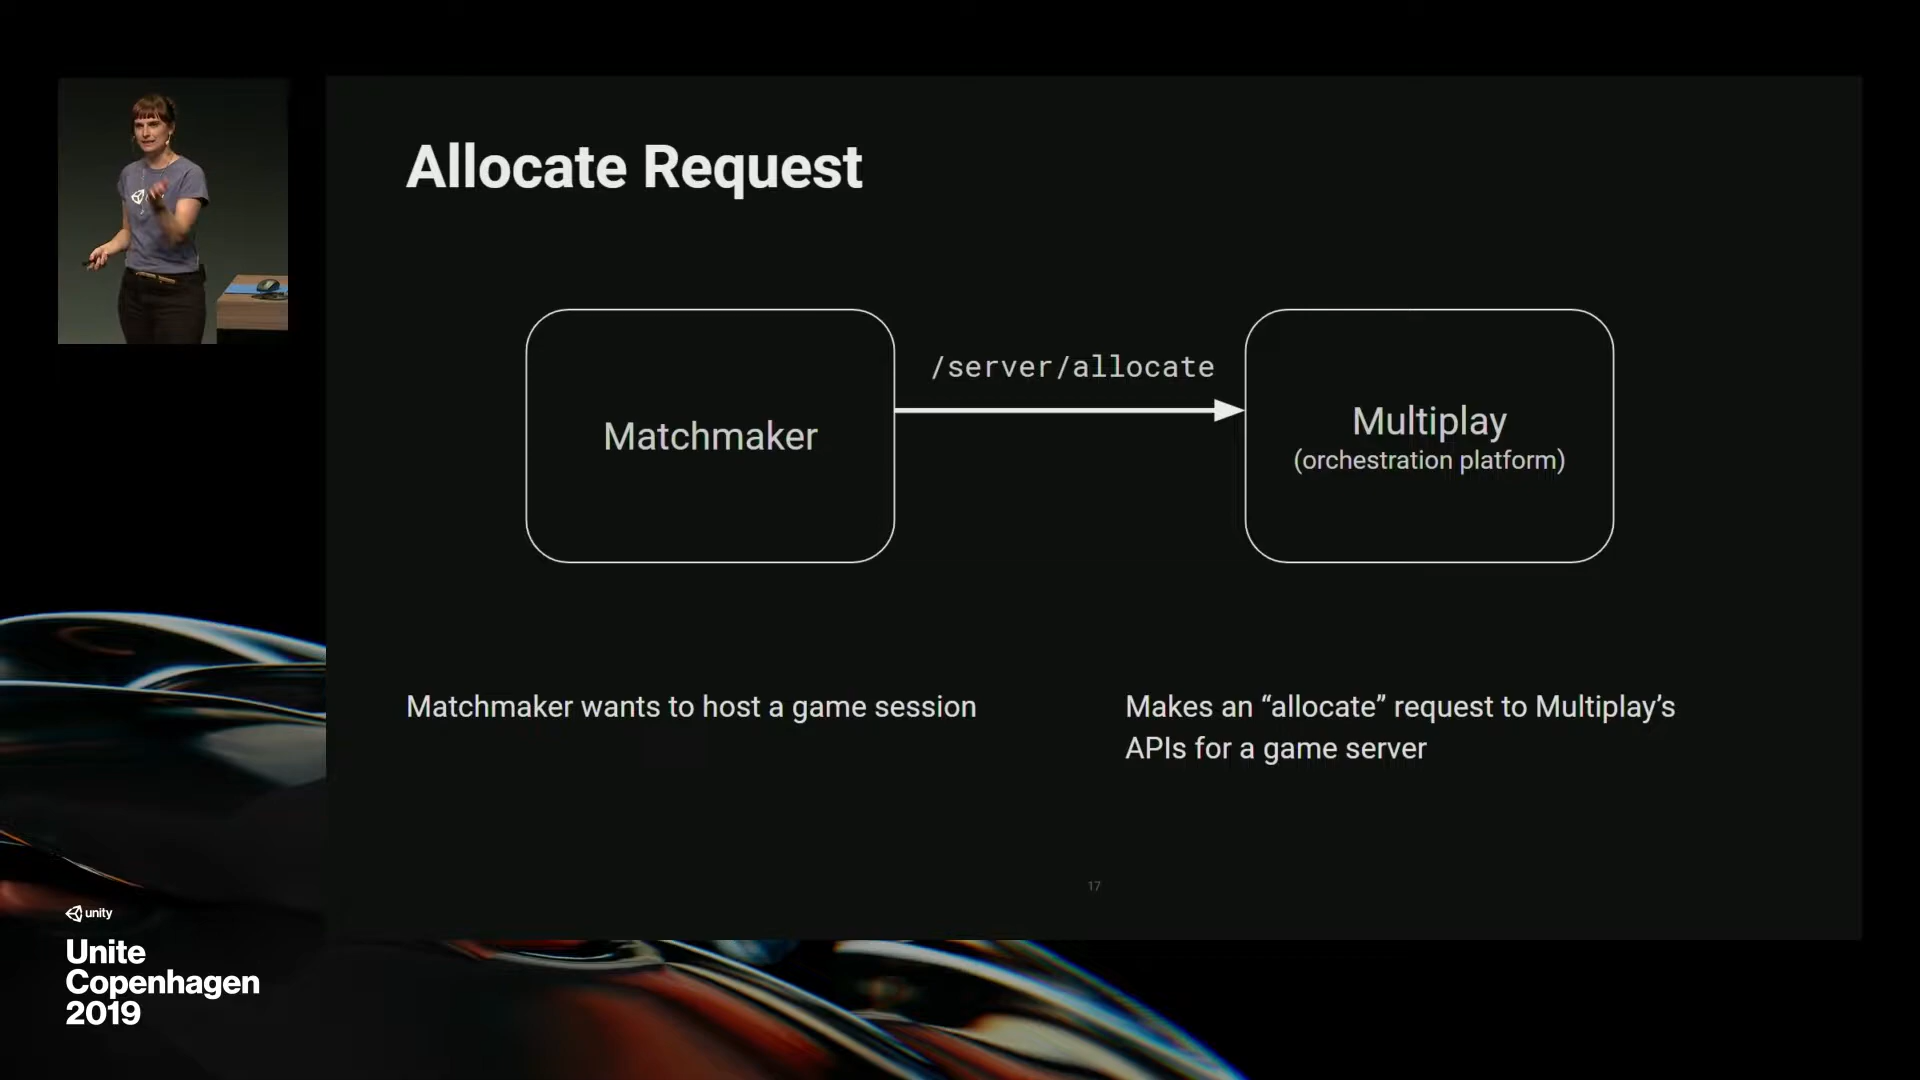 Allocate Request
Matchmaker
/server/allocate
Multiplay
(orchestration platform)
Matchmaker wants to host a game session
Makes an “allocate” request to Multiplay’s
APIs for a game server
17
unity
Unite
Copenhagen
2019